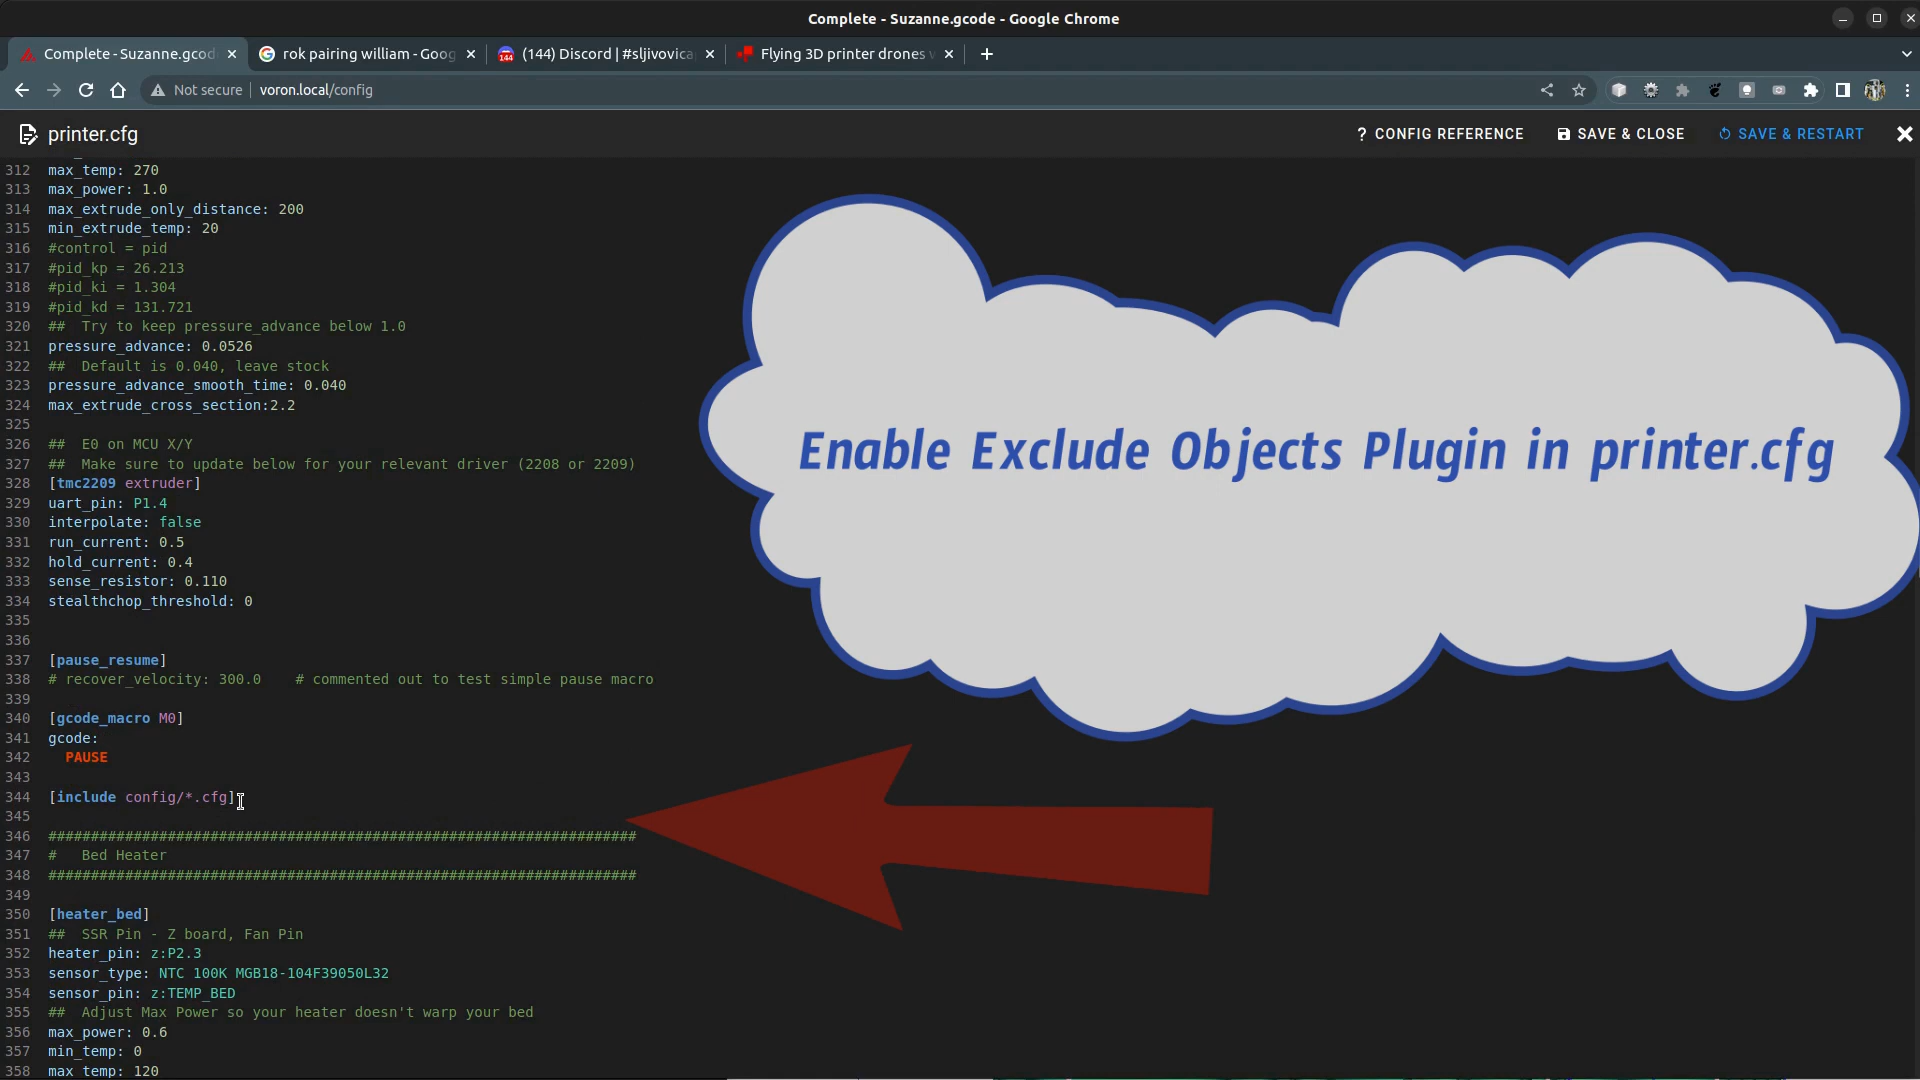 Complete - Suzanne.gcode - Google Chrome
Complete - Suzanne.gcod
rok pairing william - Goog
(144) Discord | #sljivovica
Flying 3D printer drones
Not secure
voron.local/config
printer.cfg
CONFIG REFERENCE
SAVE & CLOSE
SAVE & RESTART
312 max_temp: 270
313 max_power: 1.0
314 max_extrude_only_distance: 200
315 min_extrude_temp: 20
316 #control = pid
317 #pid_kp = 26.213
318 #pid_ki = 1.304
319 #pid_kd = 131.721
320 ##  Try to keep pressure_advance below 1.0
321 pressure_advance: 0.0526
322 ##  Default is 0.040, leave stock
323 pressure_advance_smooth_time: 0.040
324 max_extrude_cross_section:2.2
325
326 ##  E0 on MCU X/Y
327 ##  Make sure to update below for your relevant driver (2208 or 2209)
328 [tmc2209 extruder]
329 uart_pin: P1.4
330 interpolate: false
331 run_current: 0.5
332 hold_current: 0.4
333 sense_resistor: 0.110
334 stealthchop_threshold: 0
335
336
337 [pause_resume]
338 # recover_velocity: 300.0    # commented out to test simple pause macro
339
340 [gcode_macro M0]
341 gcode:
342   PAUSE
343
344 [include config/*.cfg]
345
346 #####################################################################
347 #   Bed Heater
348 #####################################################################
349
350 [heater_bed]
351 ##  SSR Pin - Z board, Fan Pin
352 heater_pin: z:P2.3
353 sensor_type: NTC 100K MGB18-104F39050L32
354 sensor_pin: z:TEMP_BED
355 ##  Adjust Max Power so your heater doesn't warp your bed
356 max_power: 0.6
357 min_temp: 0
358 max_temp: 120
Enable Exclude Objects Plugin in printer.cfg